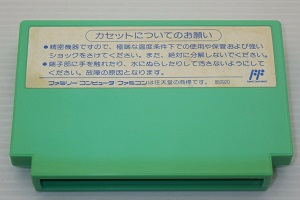 カセットについてのお願い
●精密機器ですので、極端な温度条件下での使用や保管および強い
ショックをさけてください。また、絶対に分解しないでください。
●端子部に手を触れたり、水にぬらしたりして汚さないようにして
ください。故障の原因となります。
ファミリーコンピュータ ファミコンは任天堂の商標です。